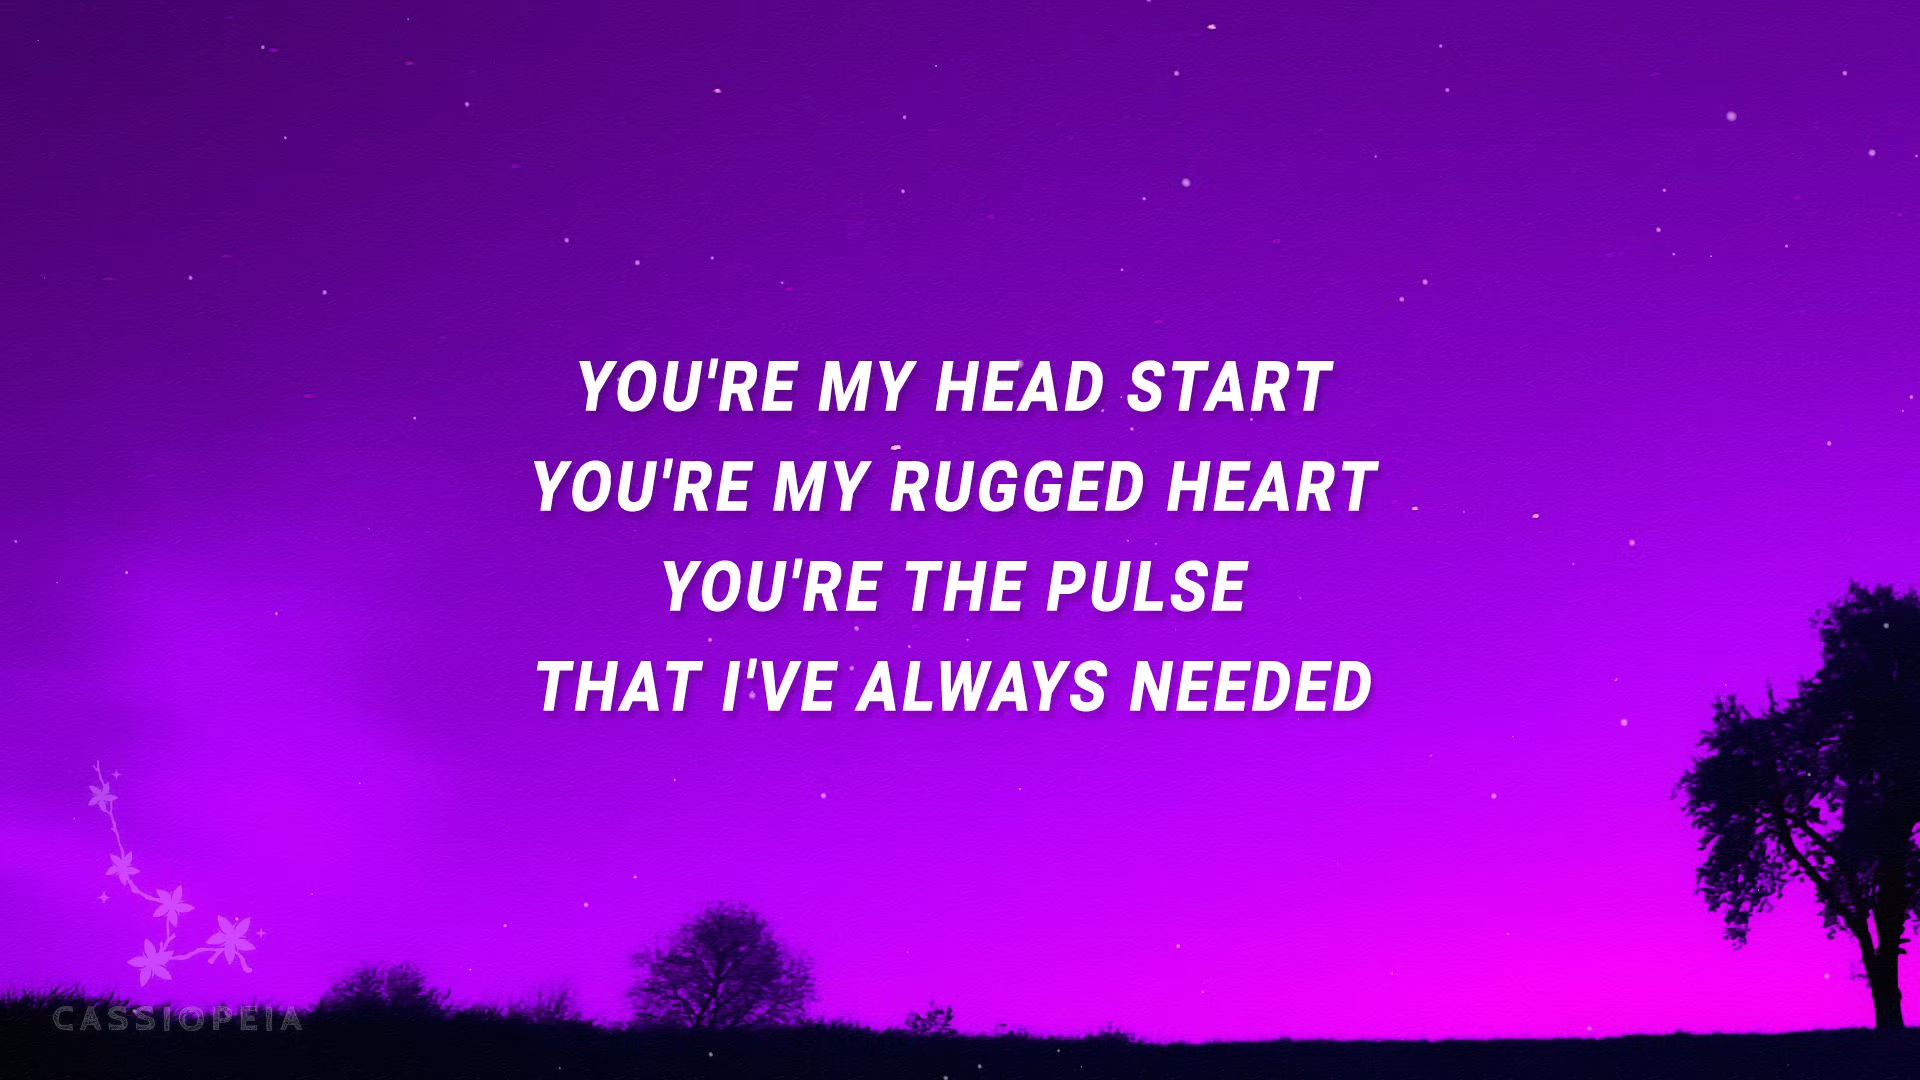 YOU'RE MY HEAD START
YOU'RE MY RUGGED HEART
YOU'RE THE PULSE
THAT I'VE ALWAYS NEEDED
CASSIOPEIA